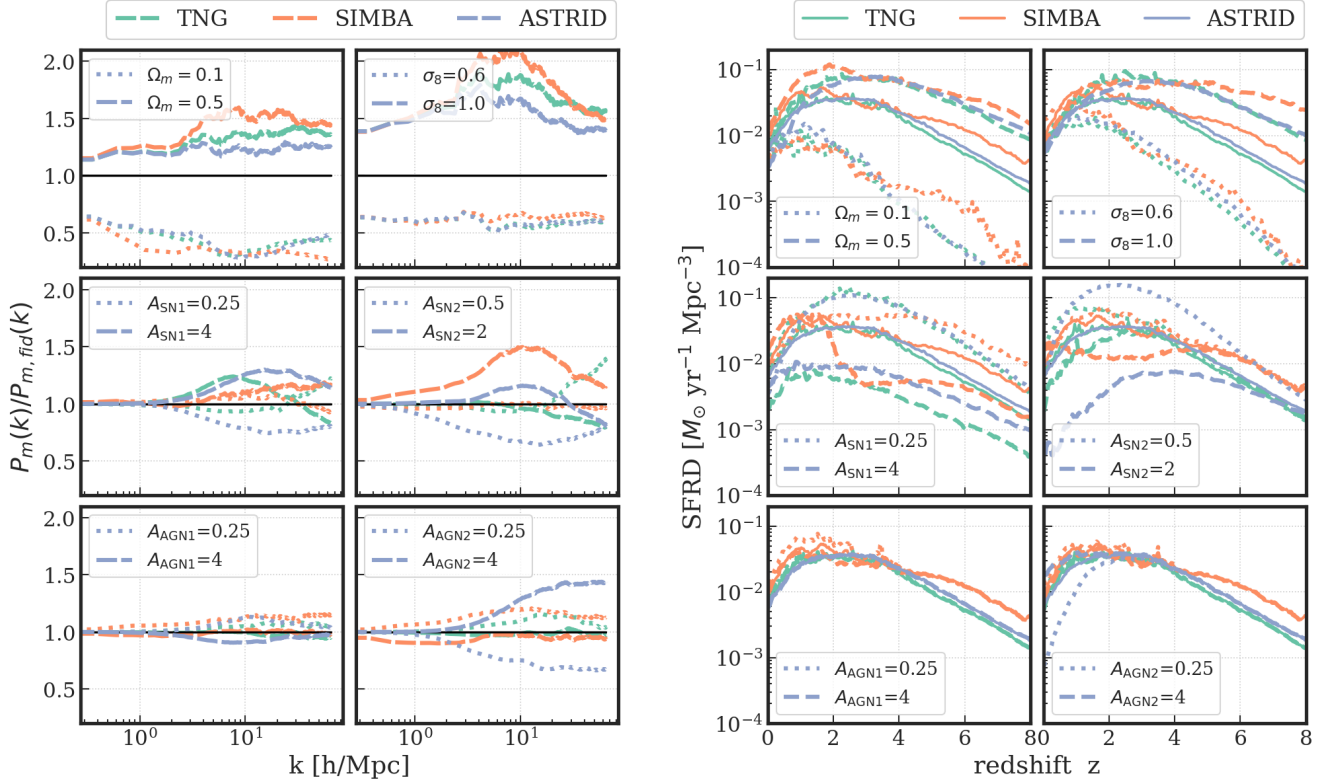 TNG SIMBA ASTRID
TNG SIMBA ASTRID
2.0
1.5
1.0
0.5
Ωm = 0.1
Ωm = 0.5
σ8=0.6
σ8=1.0
2.0
1.5
1.0
0.5
ASN1=0.25
ASN1=4
ASN2=0.5
ASN2=2
2.0
1.5
1.0
0.5
AAGN1=0.25
AAGN1=4
AAGN2=0.25
AAGN2=4
Pm(k)/Pm, fid(k)
10^0 10^1 10^0 10^1
k [h/Mpc]
10^−1
10^−2
10^−3
10^−4
Ωm = 0.1
Ωm = 0.5
σ8=0.6
σ8=1.0
10^−1
10^−2
10^−3
10^−4
ASN1=0.25
ASN1=4
ASN2=0.5
ASN2=2
10^−1
10^−2
10^−3
10^−4
AAGN1=0.25
AAGN1=4
AAGN2=0.25
AAGN2=4
SFRD [M⊙ yr−1 Mpc−3]
0 2 4 6 8 0 2 4 6 8
redshift z